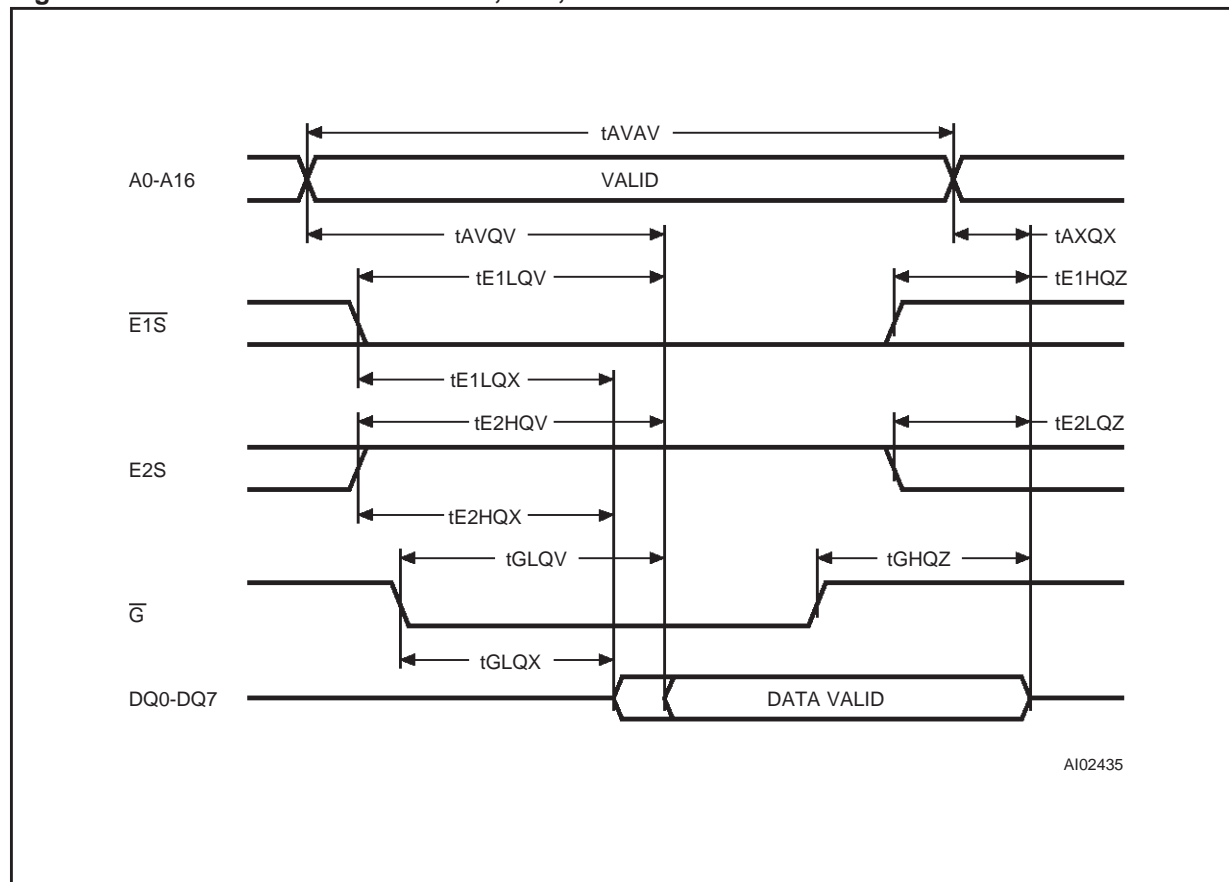 tAVAV
A0-A16 VALID
tAVQV tAXQX
tE1LQV tE1HQZ
E1S
tE1LQX
tE2HQV tE2LQZ
E2S
tE2HQX
tGLQV tGHQZ
G
tGLQX
DQ0-DQ7 DATA VALID
AI02435